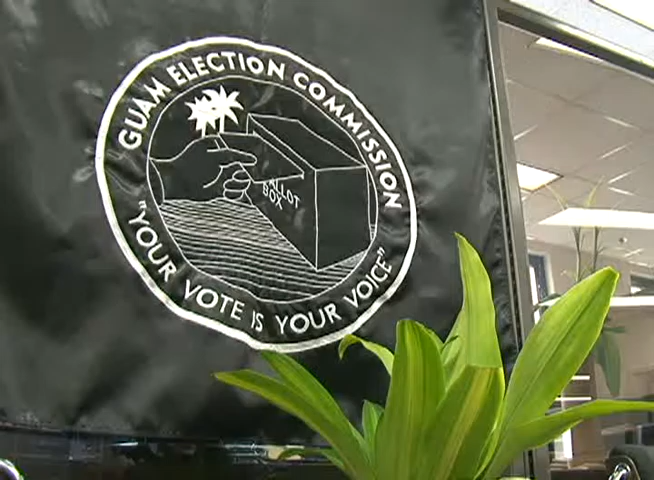 GUAM ELECTION COMMISSION
BALLOT
BOX
"YOUR VOTE IS YOUR VOICE"